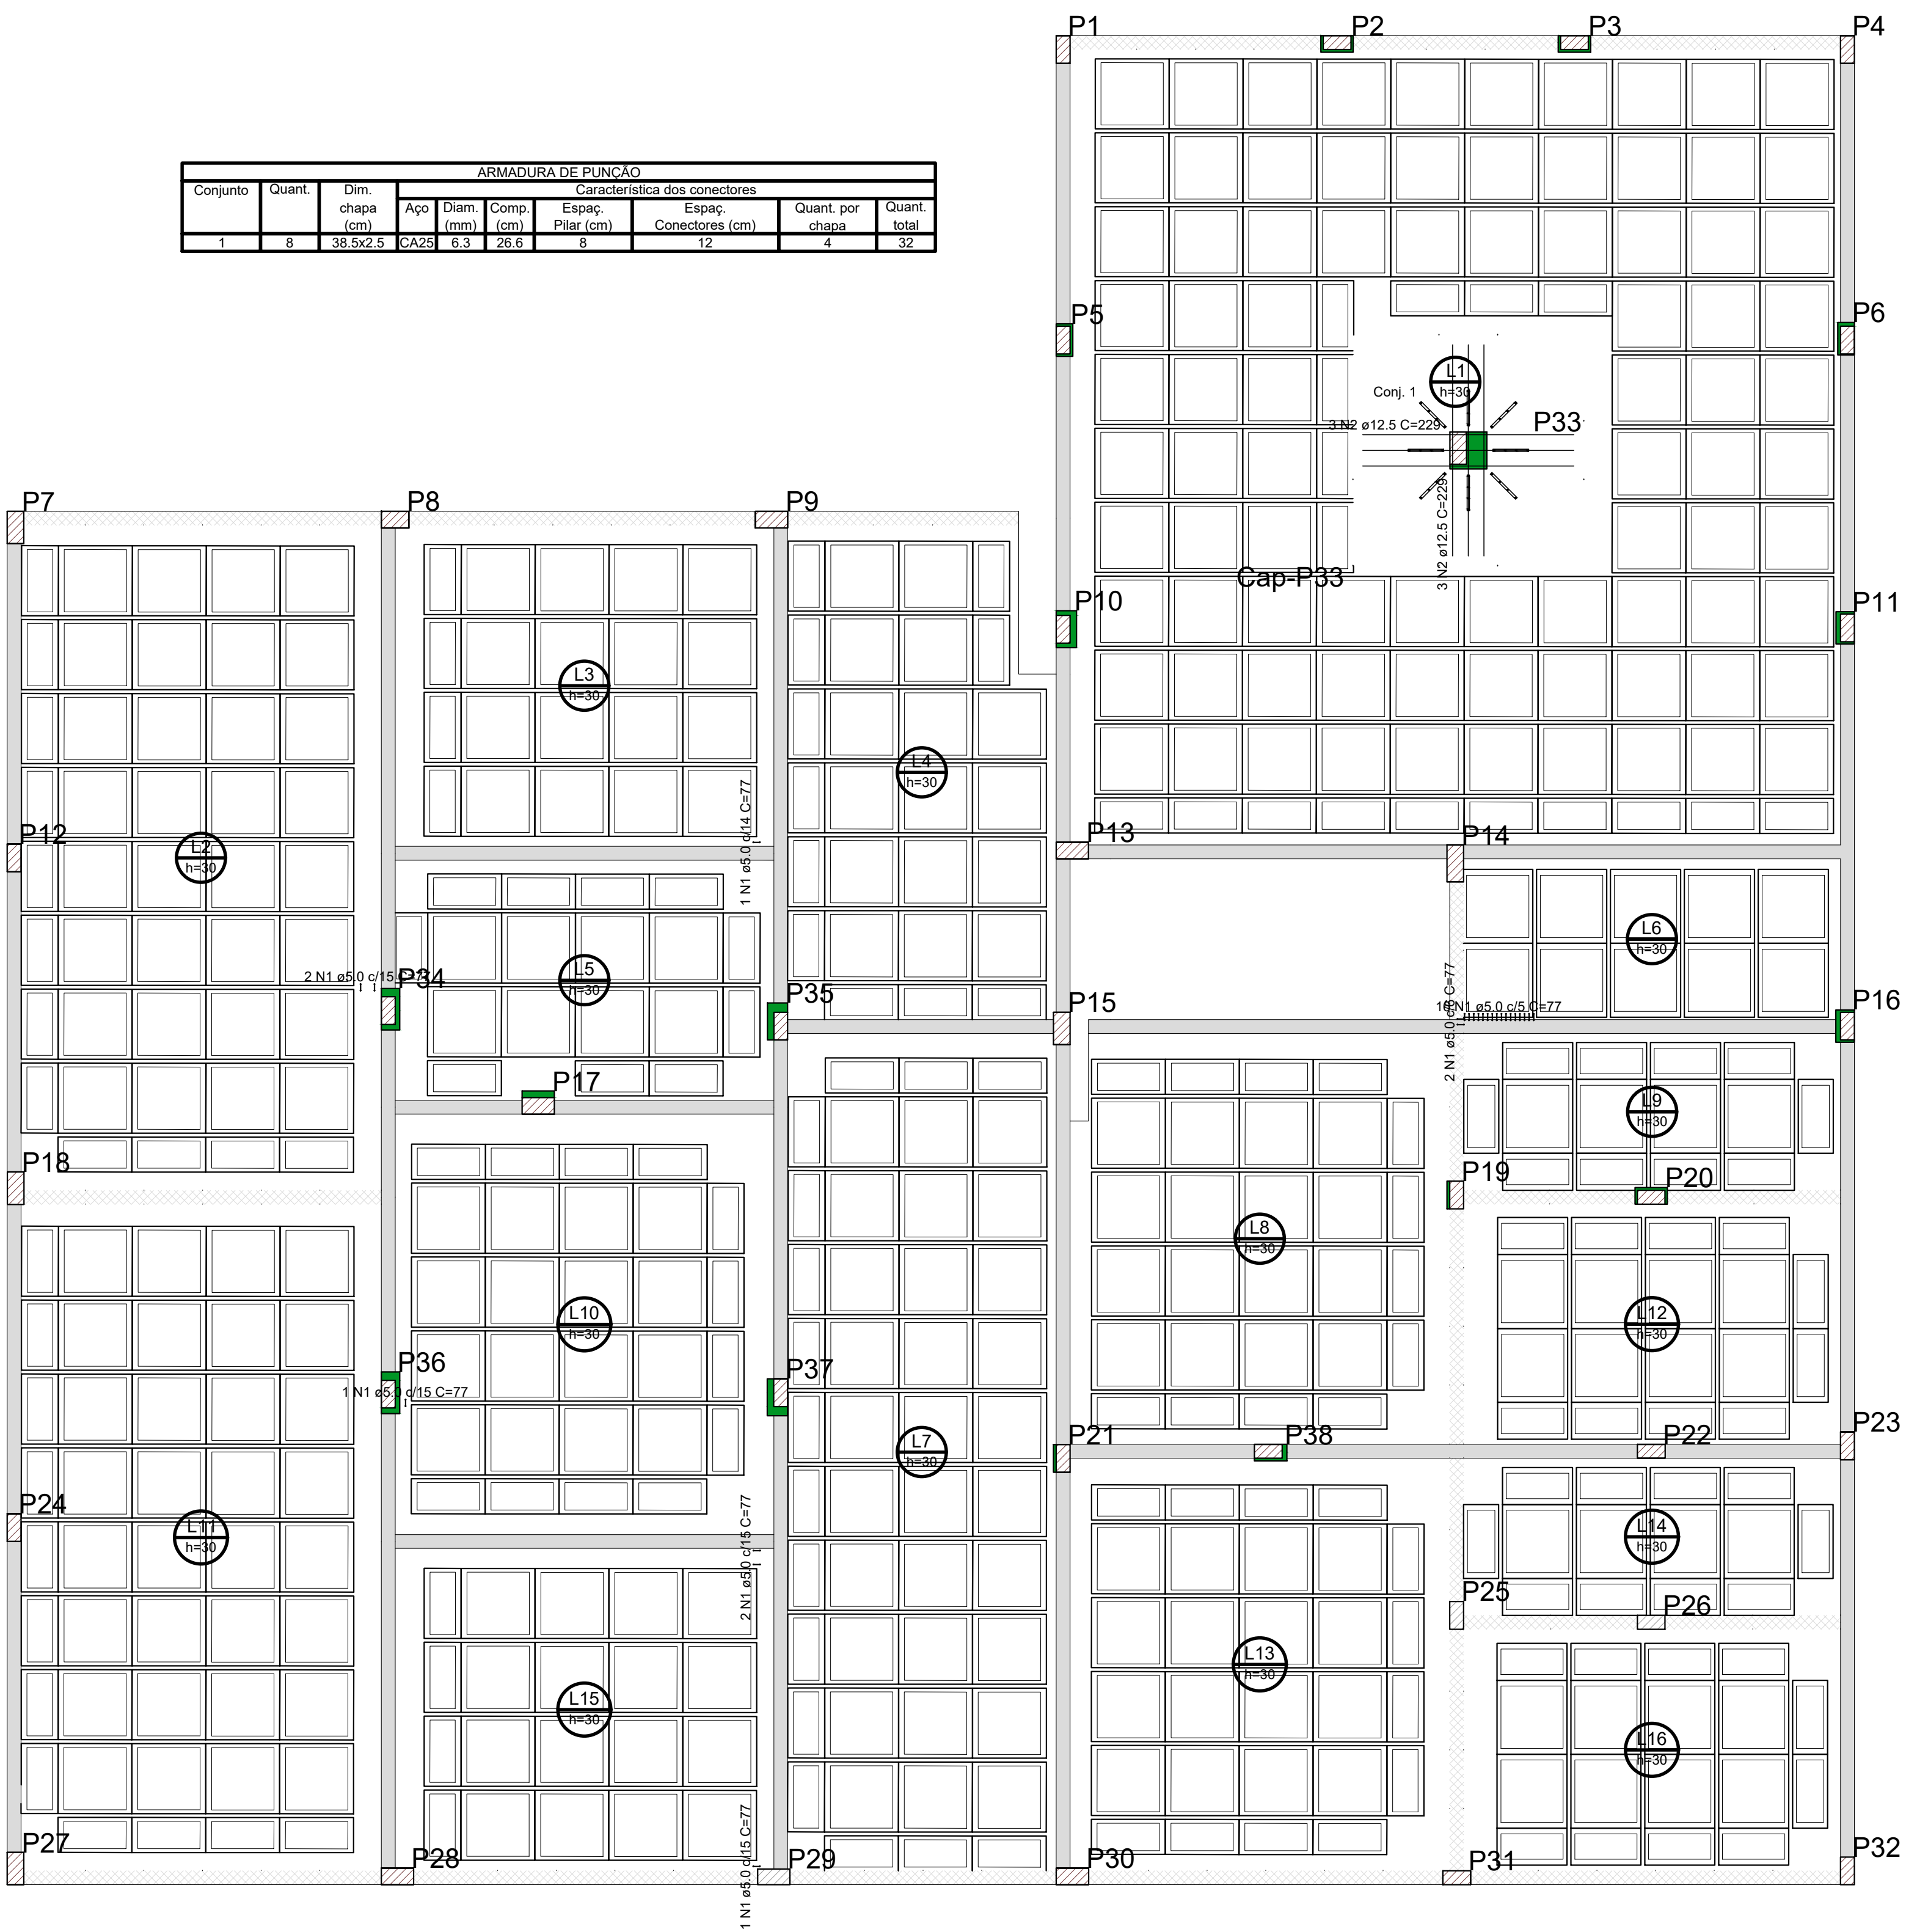 P1
P2
P3
P4
ARMADURA DE PUNÇÃO
Conjunto
Quant.
Dim. chapa (cm)
Característica dos conectores
Aço
Diam. (mm)
Comp. (cm)
Espaç. Pilar (cm)
Espaç. Conectores (cm)
Quant. por chapa
Quant. total
1 8 38.5x2.5 CA25 6.3 26.6 8 12 4 32
P5
P6
L1
h=30
Conj. 1
3 N2 ø12.5 C=229
P33
3 N2 ø12.5 C=229
Cap-P33
P7
P8
P9
P10
P11
L3
h=30
L4
h=30
1 N1 ø5.0 c/14 C=77
P12
L2
h=30
P13
P14
L6
h=30
2 N1 ø5.0 c/15 C=77
P34
L5
h=30
P35
P15
2 N1 ø5.0 c/6 C=77
16 N1 ø5.0 c/5 C=77
P16
P17
L9
h=30
P18
P19
P20
L8
h=30
L10
h=30
L12
h=30
P36
1 N1 ø5.0 c/15 C=77
P37
L7
h=30
P21
P38
P22
P23
P24
L11
h=30
2 N1 ø5.0 c/15 C=77
L14
h=30
P25
P26
L13
h=30
L15
h=30
L16
h=30
P27
P28
1 N1 ø5.0 c/15 C=77
P29
P30
P31
P32